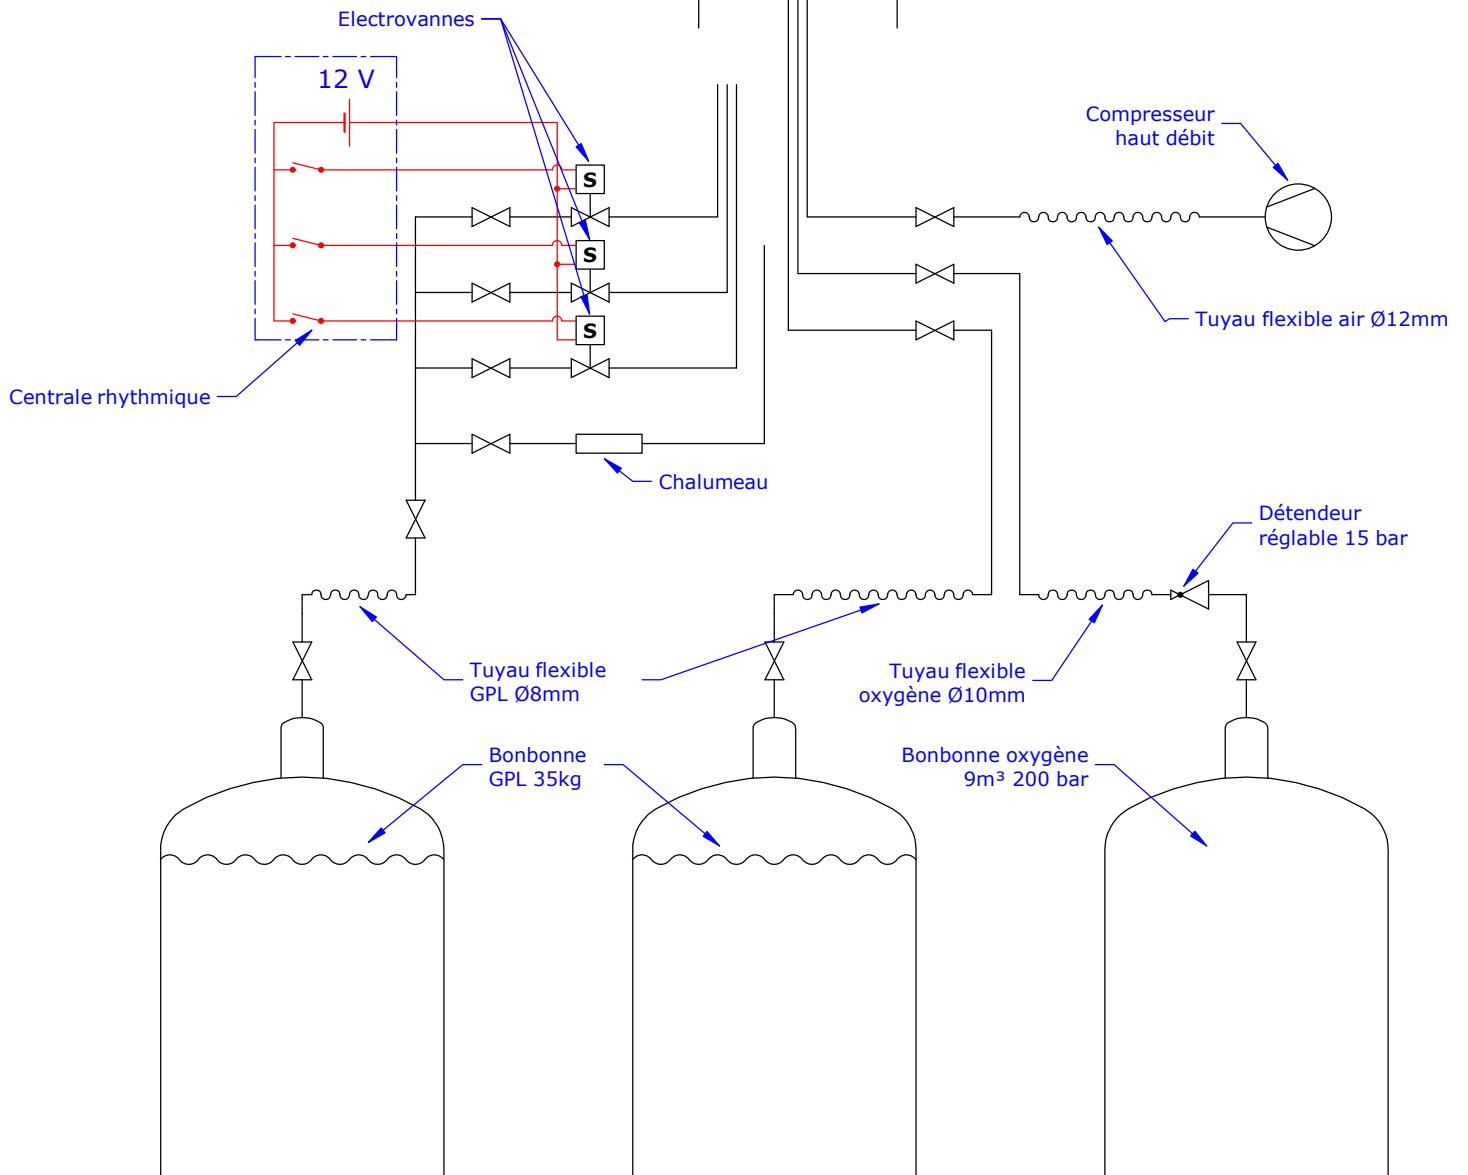 Electrovannes
12 V
Compresseur
haut débit
S
S
S
Tuyau flexible air Ø12mm
Centrale rhythmique
Chalumeau
Détendeur
réglable 15 bar
Tuyau flexible
GPL Ø8mm
Tuyau flexible
oxygène Ø10mm
Bonbonne
GPL 35kg
Bonbonne oxygène
9m³ 200 bar